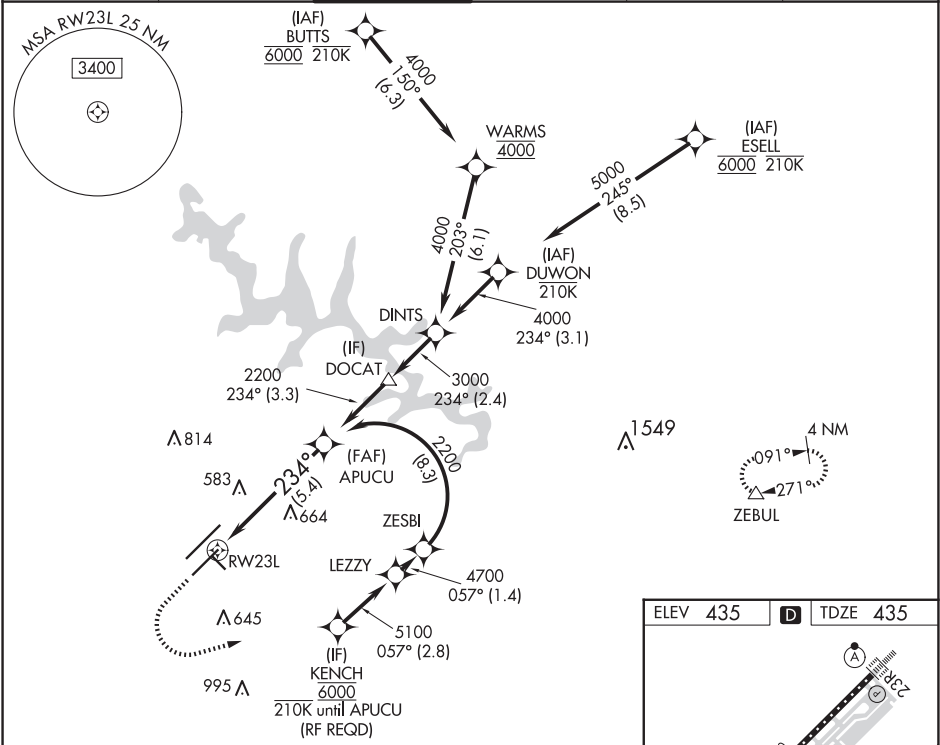 MSA RW23L 25 NM
3400
(IAF)
BUTTS
6000 210K
4000
150°
(6.3)
WARMS
4000
(IAF)
ESELL
6000 210K
5000
245°
(8.5)
4000
203°
(6.1)
(IAF)
DUWON
210K
4000
234° (3.1)
DINTS
(IF)
DOCAT
3000
234° (2.4)
2200
234° (3.3)
814
1549
4 NM
091°
271°
ZEBUL
(FAF)
APUCU
2200
(8.3)
583
234°
(5.4)
664
ZESBI
RW23L
LEZZY
4700
057° (1.4)
645
5100
057° (2.8)
(IF)
KENCH
6000
210K until APUCU
(RF REQD)
995
ELEV 435
D
TDZE 435
A
P
23R